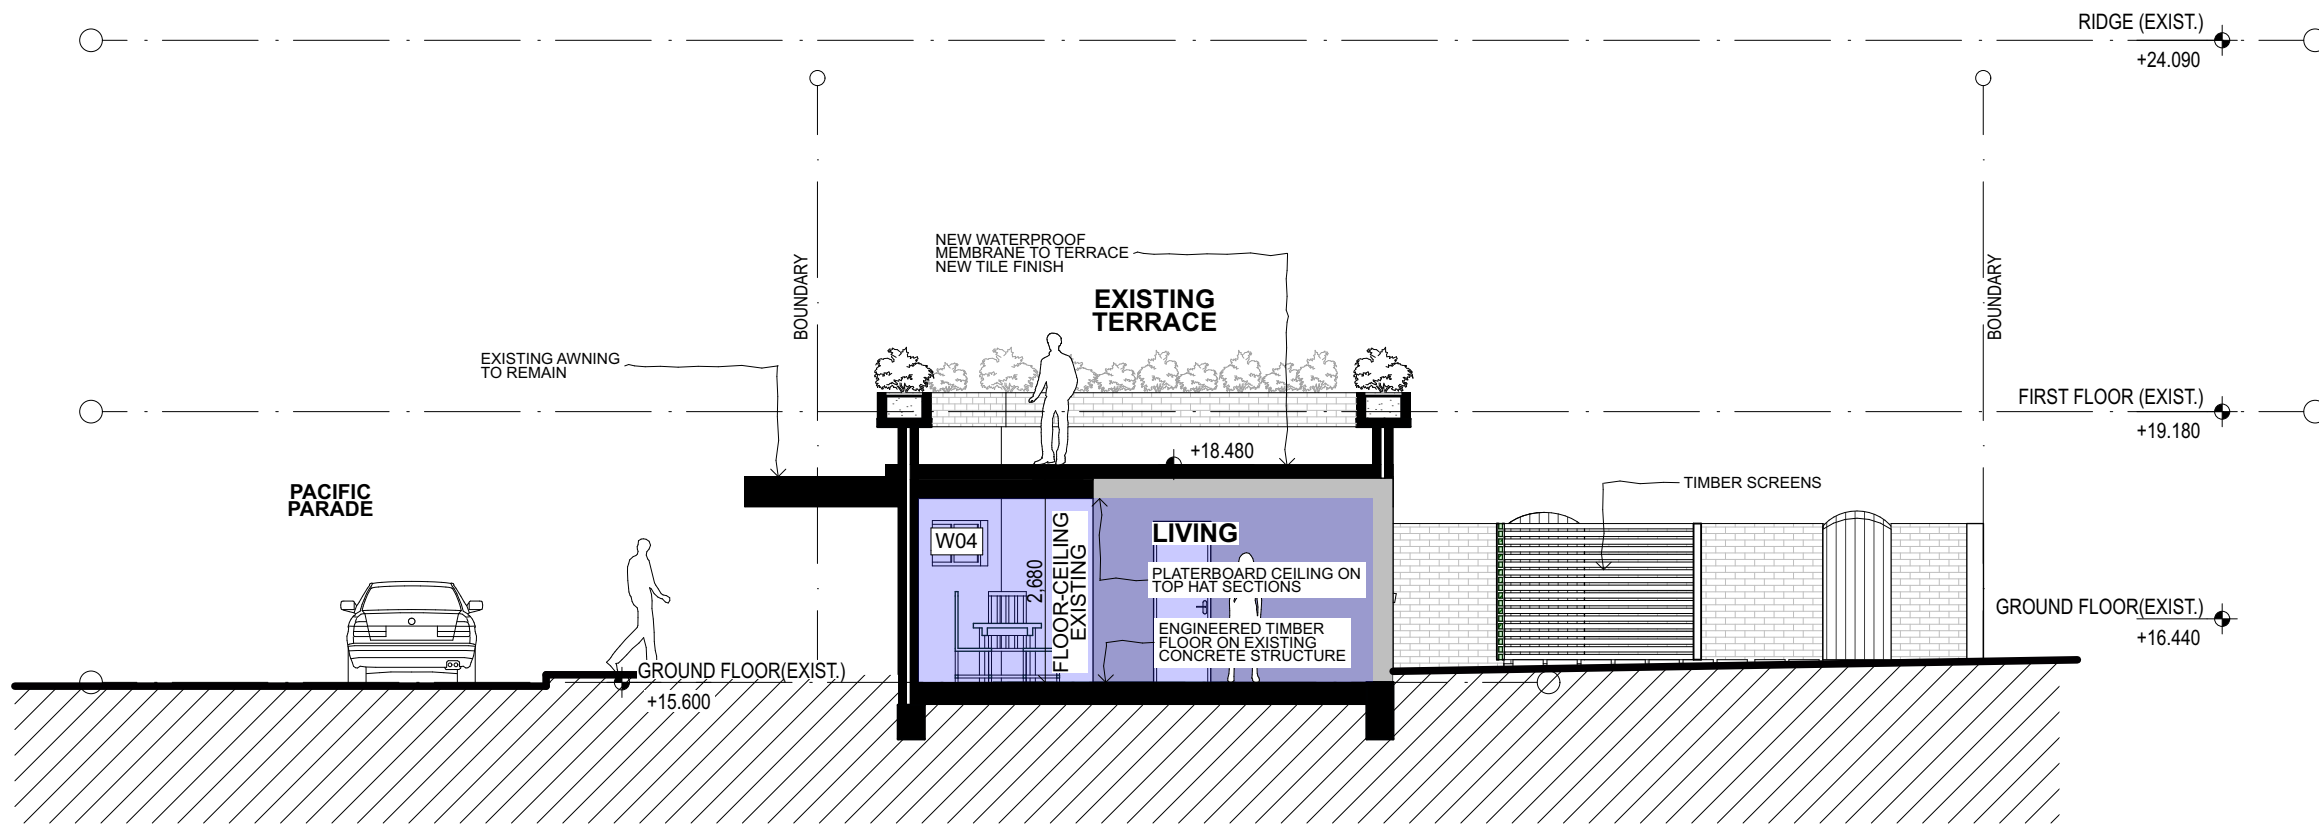 RIDGE (EXIST.)
+24.090
BOUNDARY
BOUNDARY
NEW WATERPROOF
MEMBRANE TO TERRACE
NEW TILE FINISH
EXISTING
TERRACE
EXISTING AWNING
TO REMAIN
FIRST FLOOR (EXIST.)
+19.180
+18.480
PACIFIC
PARADE
TIMBER SCREENS
W04
2,680
FLOOR-CEILING
EXISTING
LIVING
PLATERBOARD CEILING ON
TOP HAT SECTIONS
ENGINEERED TIMBER
FLOOR ON EXISTING
CONCRETE STRUCTURE
GROUND FLOOR(EXIST.)
+16.440
GROUND FLOOR(EXIST.)
+15.600